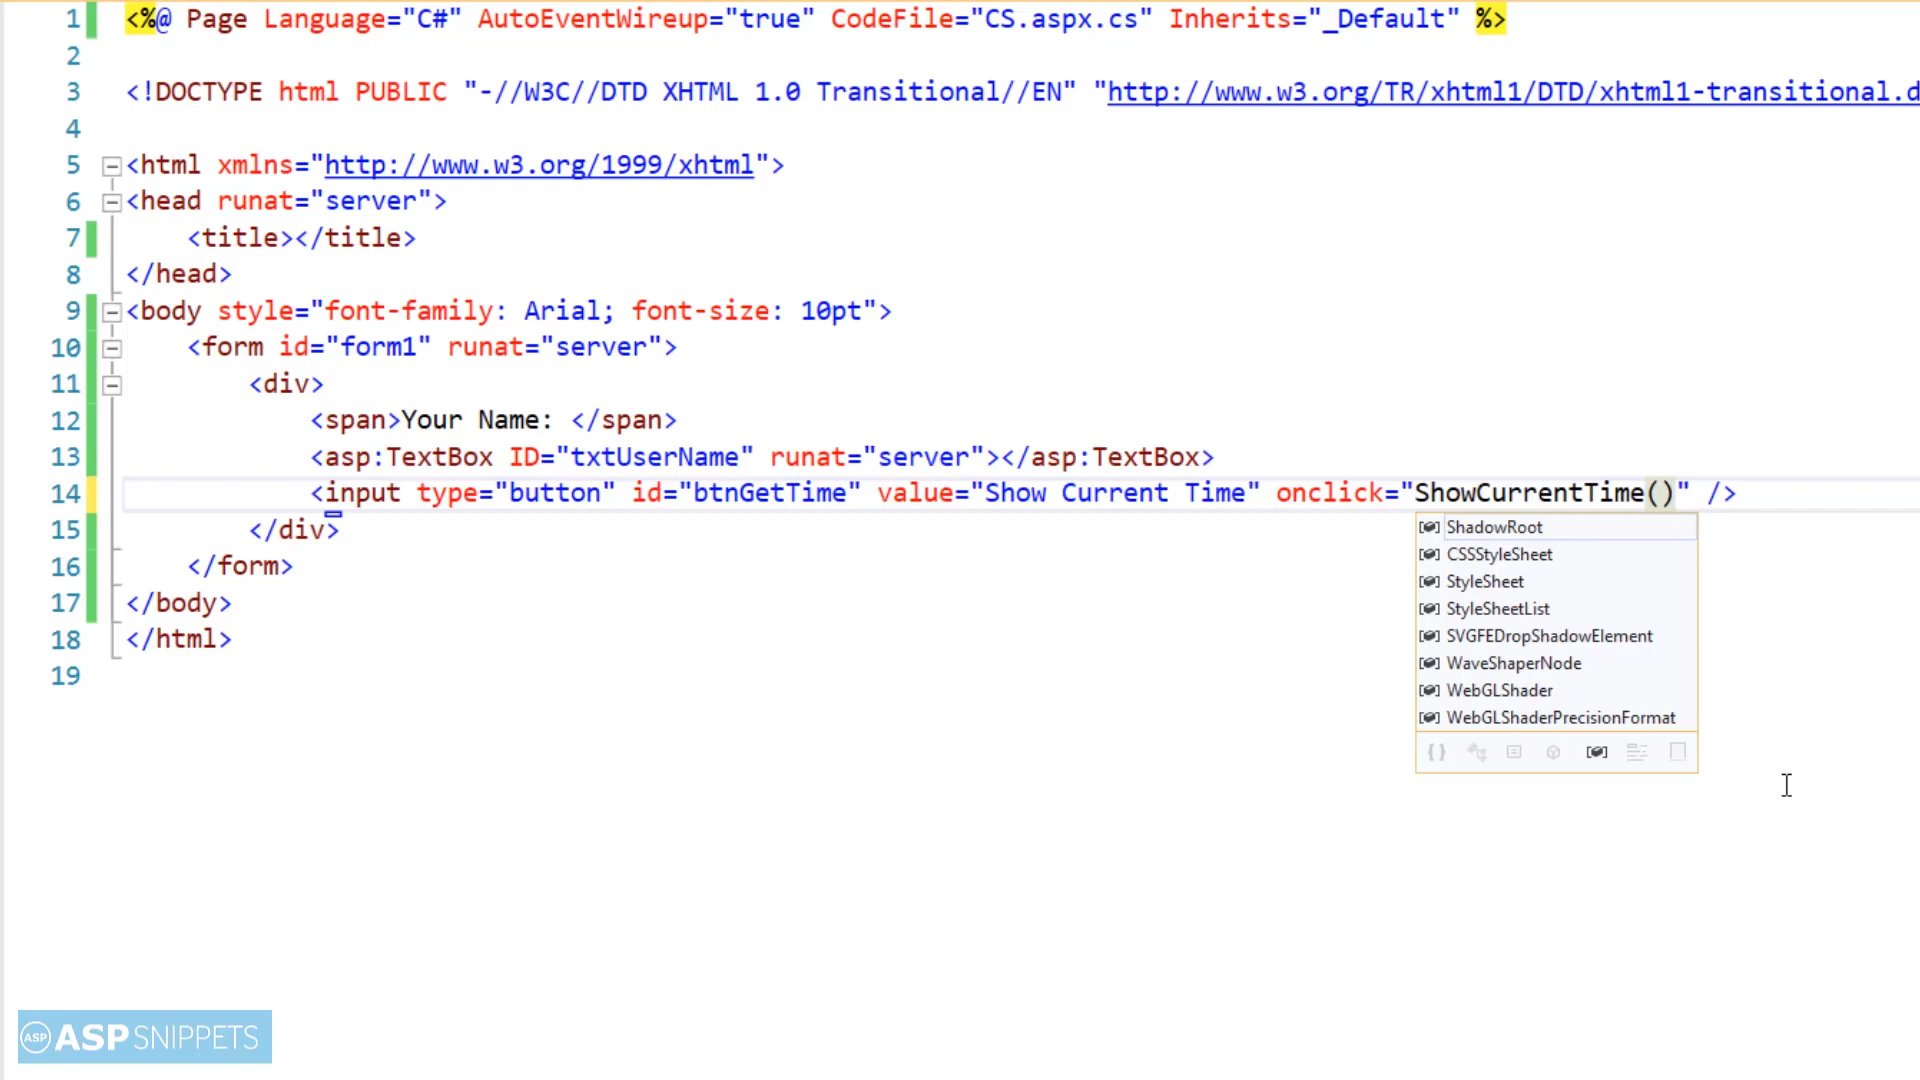 1 <%@ Page Language="C#" AutoEventWireup="true" CodeFile="CS.aspx.cs" Inherits="_Default" %>
2
3 <!DOCTYPE html PUBLIC "-//W3C//DTD XHTML 1.0 Transitional//EN" "http://www.w3.org/TR/xhtml1/DTD/xhtml1-transitional.d
4
5 <html xmlns="http://www.w3.org/1999/xhtml">
6 <head runat="server">
7 <title></title>
8 </head>
9 <body style="font-family: Arial; font-size: 10pt">
10 <form id="form1" runat="server">
11 <div>
12 <span>Your Name: </span>
13 <asp:TextBox ID="txtUserName" runat="server"></asp:TextBox>
14 <input type="button" id="btnGetTime" value="Show Current Time" onclick="ShowCurrentTime()" />
15 </div>
16 </form>
17 </body>
18 </html>
19
ShadowRoot
CSSStyleSheet
StyleSheet
StyleSheetList
SVGFEDropShadowElement
WaveShaperNode
WebGLShader
WebGLShaderPrecisionFormat
ASP ASPSNIPPETS